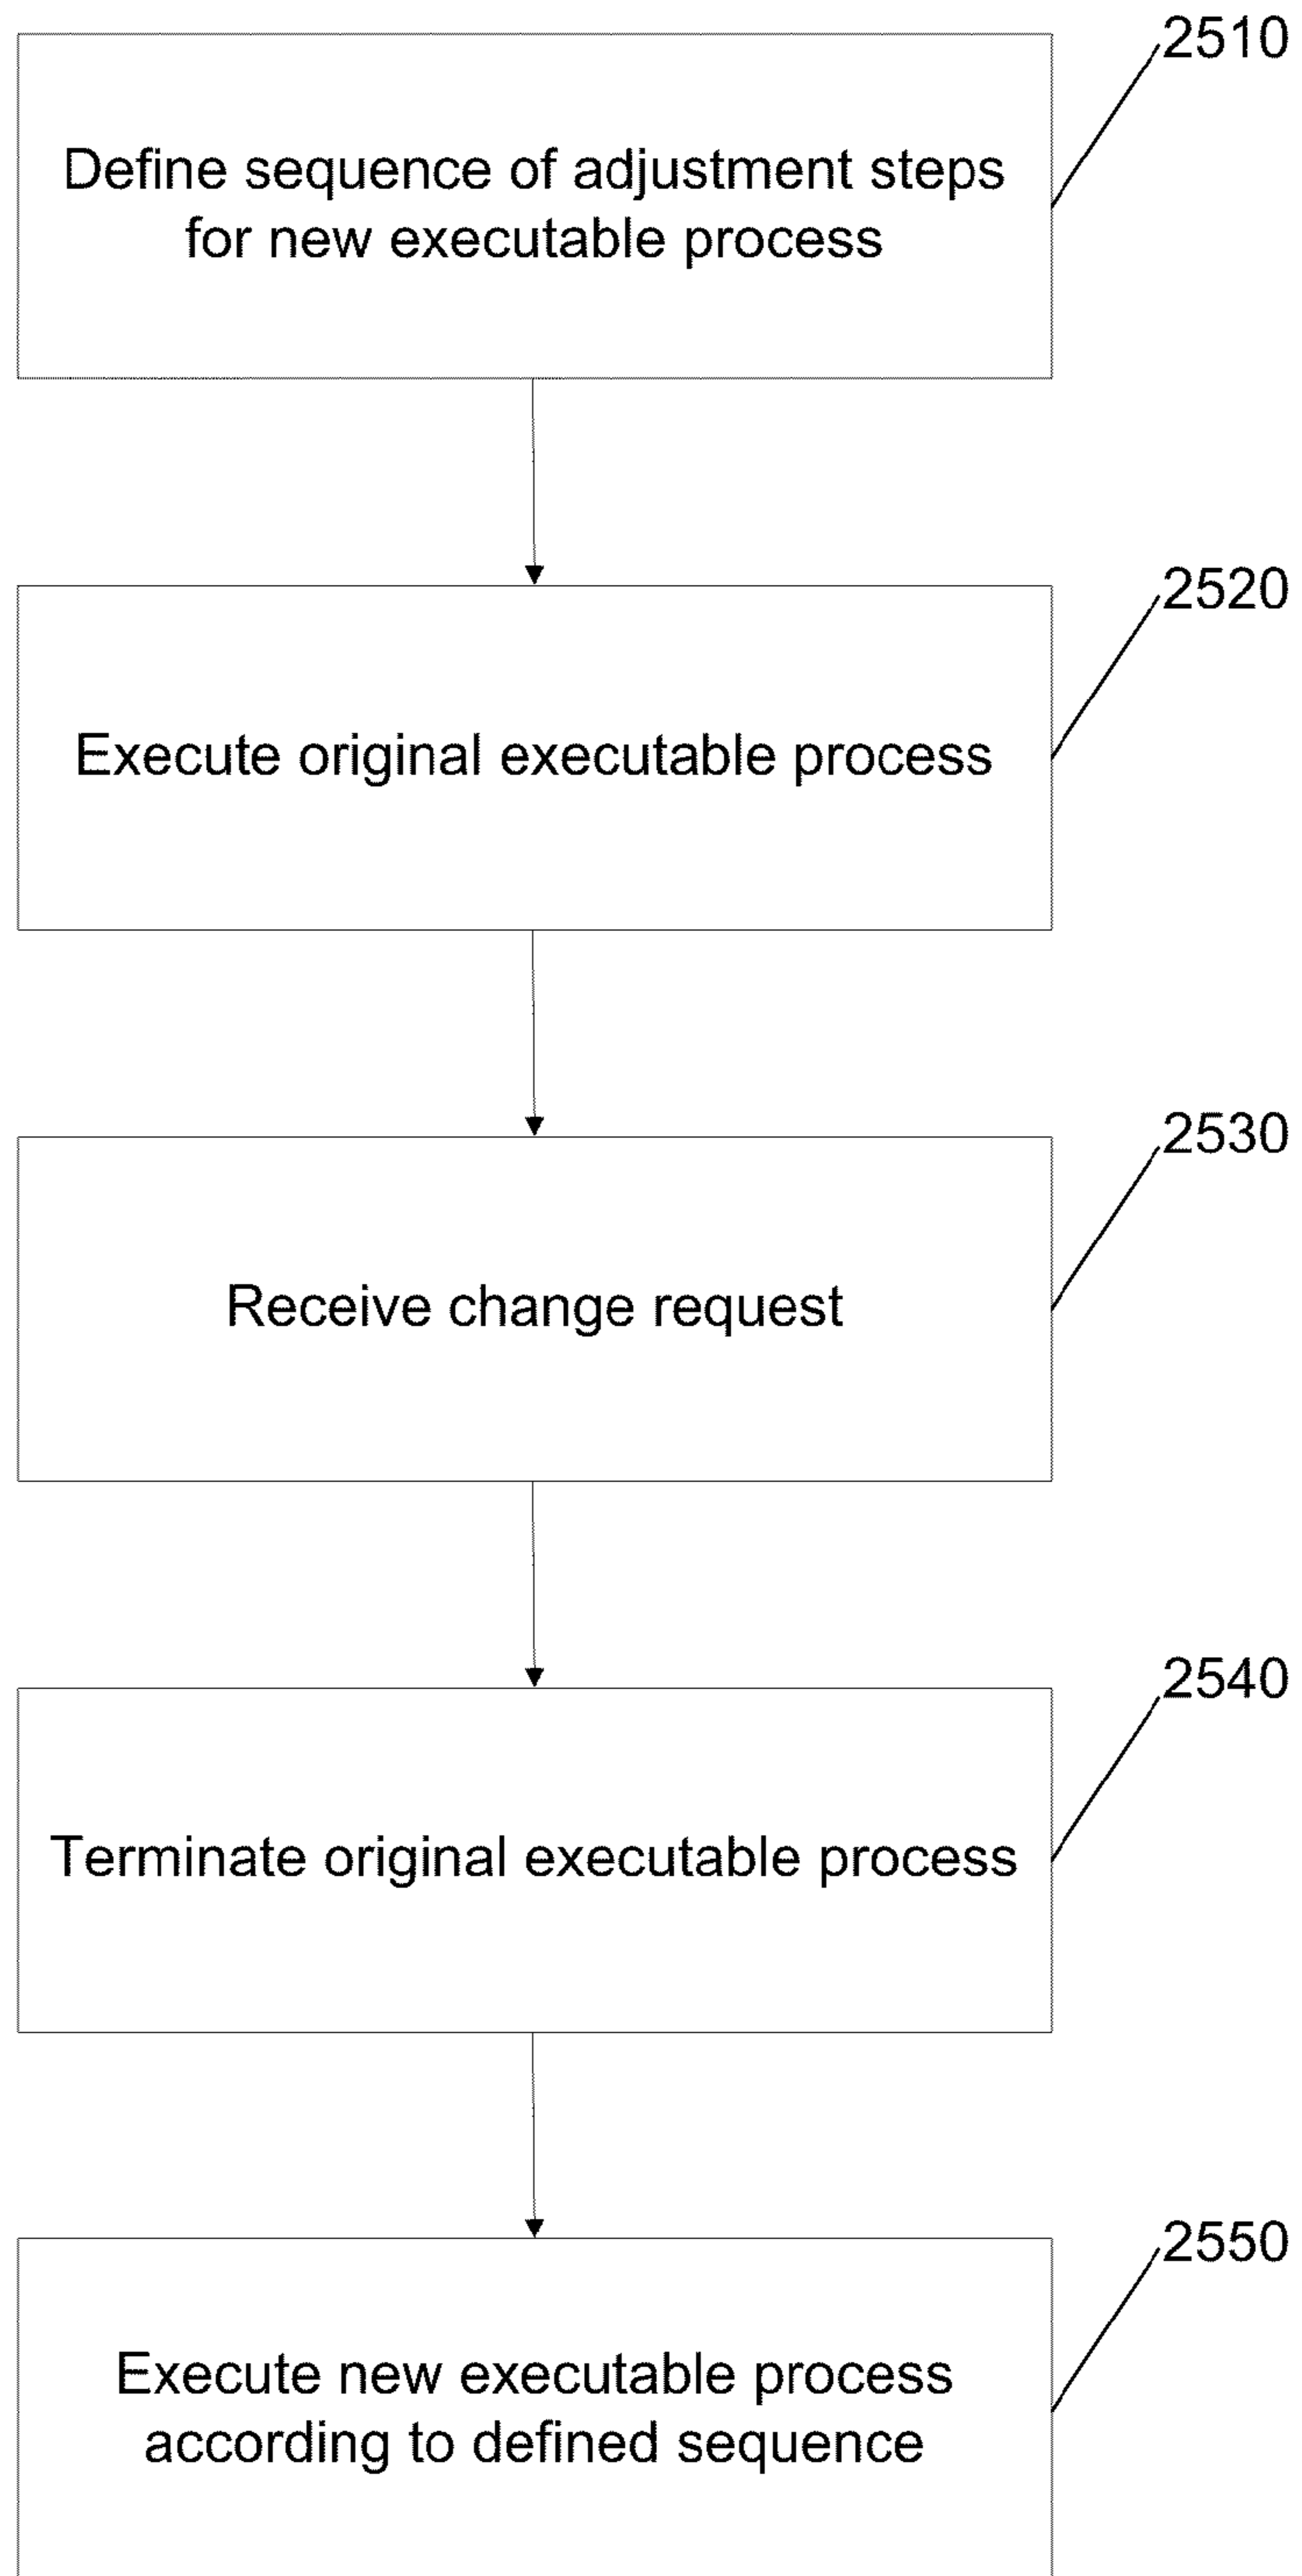 2510
Define sequence of adjustment steps
for new executable process
2520
Execute original executable process
2530
Receive change request
2540
Terminate original executable process
2550
Execute new executable process
according to defined sequence